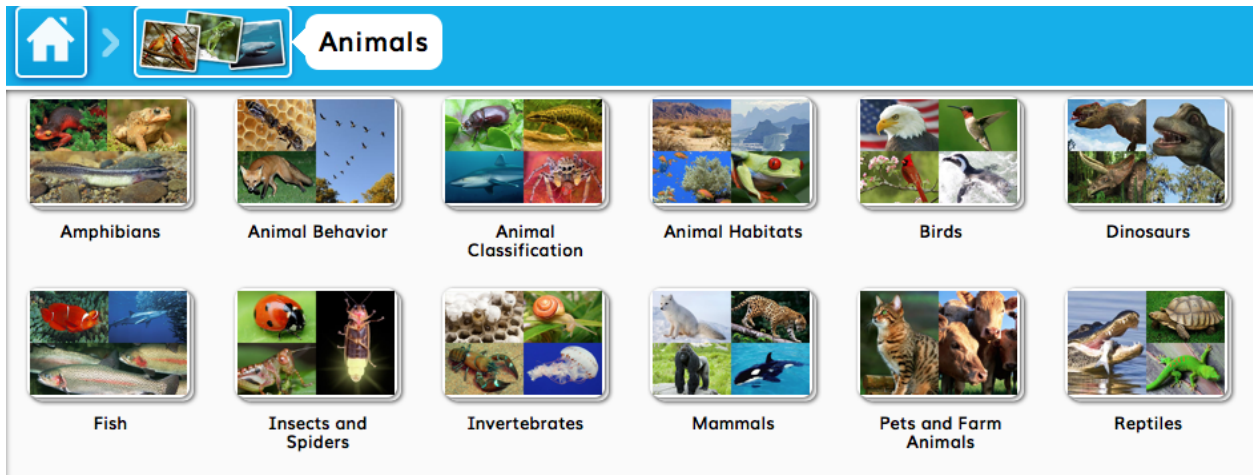 Animals
Amphibians
Animal Behavior
Animal
Classification
Animal Habitats
Birds
Dinosaurs
Fish
Insects and
Spiders
Invertebrates
Mammals
Pets and Farm
Animals
Reptiles